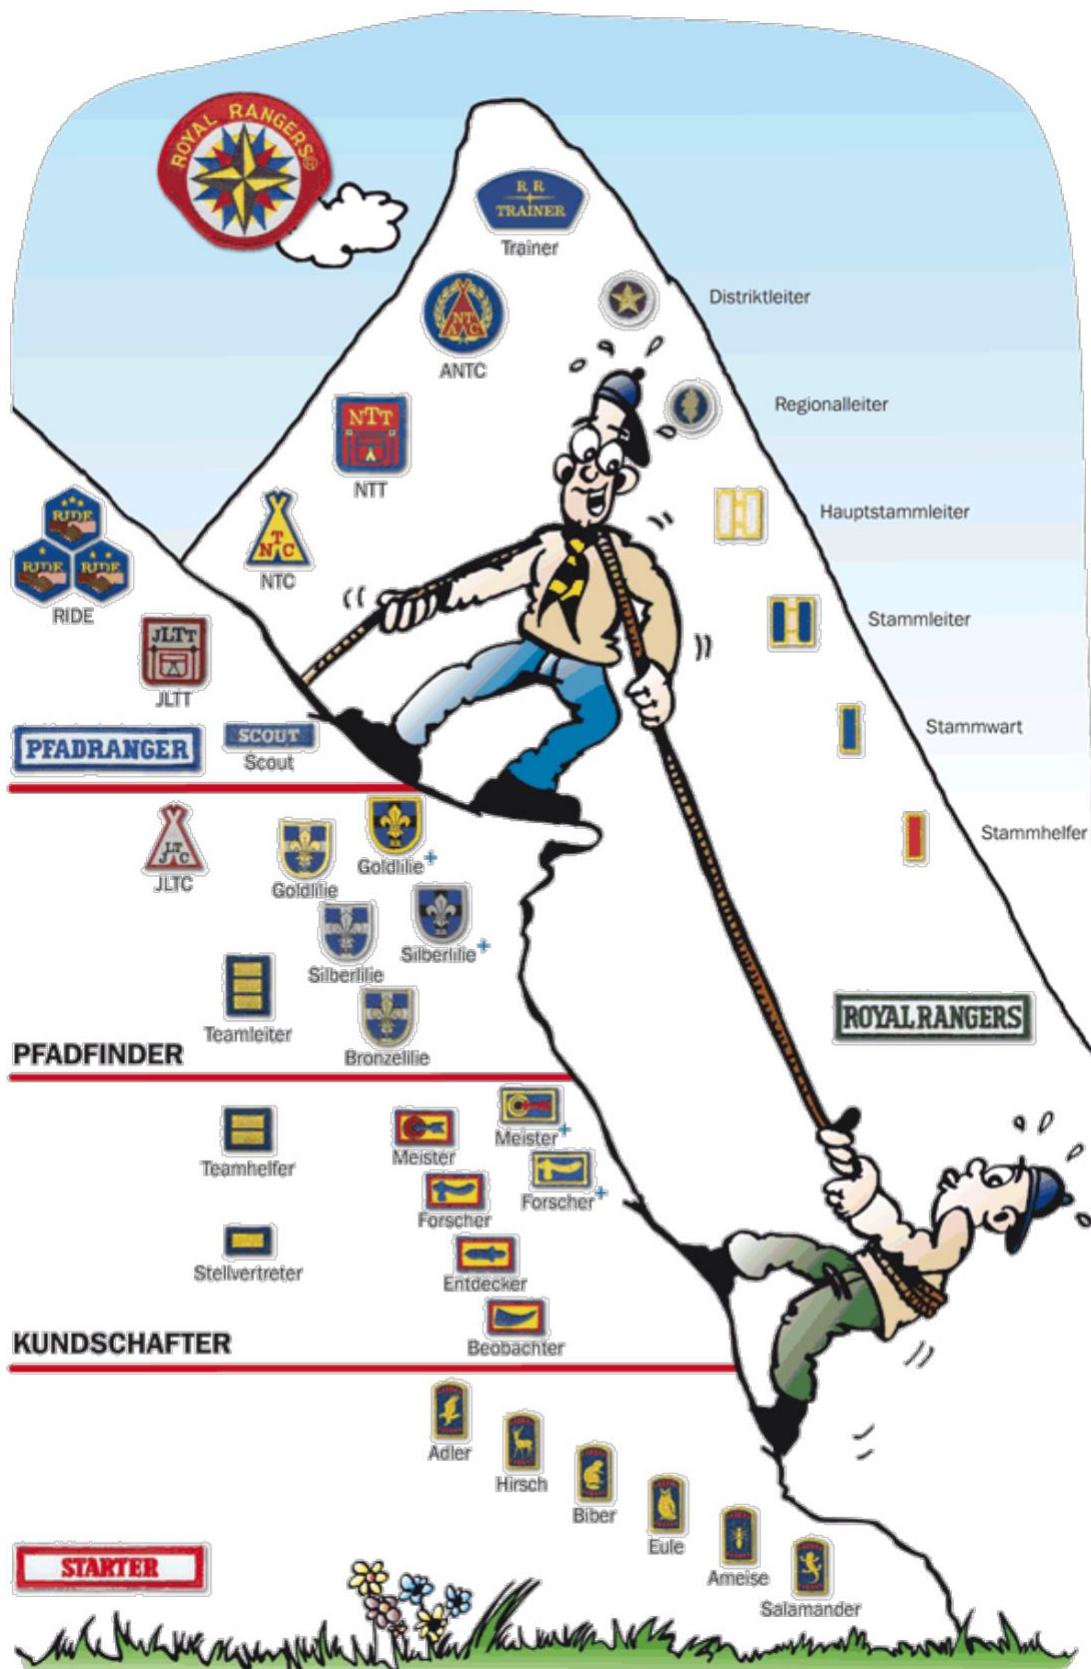 ROYAL RANGERS®
R R
TRAINER
Trainer
Distriktleiter
NT
A C
ANTC
Regionalleiter
NTT
NTT
Hauptstammleiter
RIDE
RIDE RIDE
RIDE
T
N C
NTC
Stammleiter
JLTT
JLTT
PFADRANGER
SCOUT
Scout
Stammwart
JLT
C
JLTC
Goldlilie
Goldlilie+
Stammhelfer
Silberlilie
Silberlilie+
Teamleiter
Bronzelilie
ROYAL RANGERS
PFADFINDER
Teamhelfer
Meister
Meister+
Forscher
Forscher+
Stellvertreter
Entdecker
Beobachter
KUNDSCHAFTER
Adler
Hirsch
Biber
Eule
Ameise
Salamander
STARTER